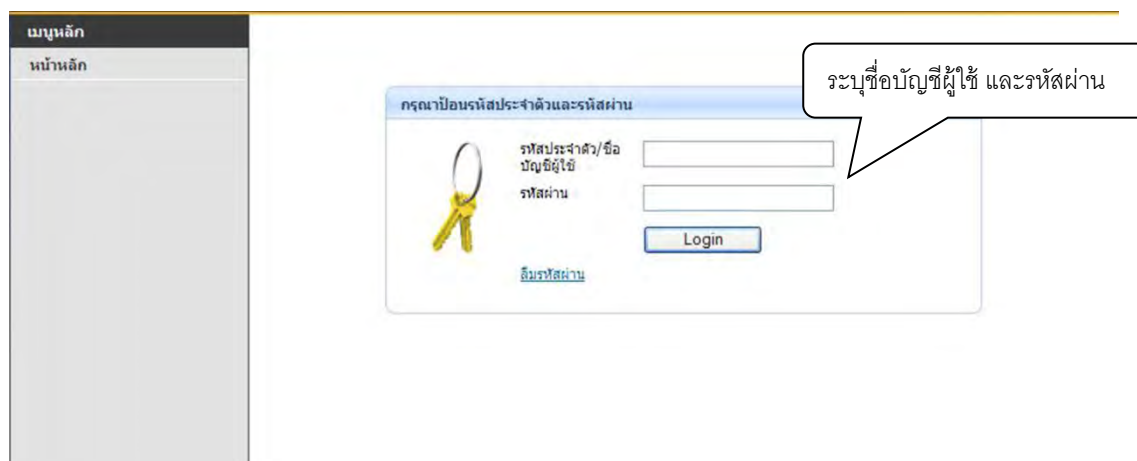 เมนูหลัก
หน้าหลัก
ระบุชื่อบัญชีผู้ใช้ และรหัสผ่าน
กรุณาป้อนรหัสประจำตัวและรหัสผ่าน
รหัสประจำตัว/ชื่อ
บัญชีผู้ใช้
รหัสผ่าน
Login
ลืมรหัสผ่าน